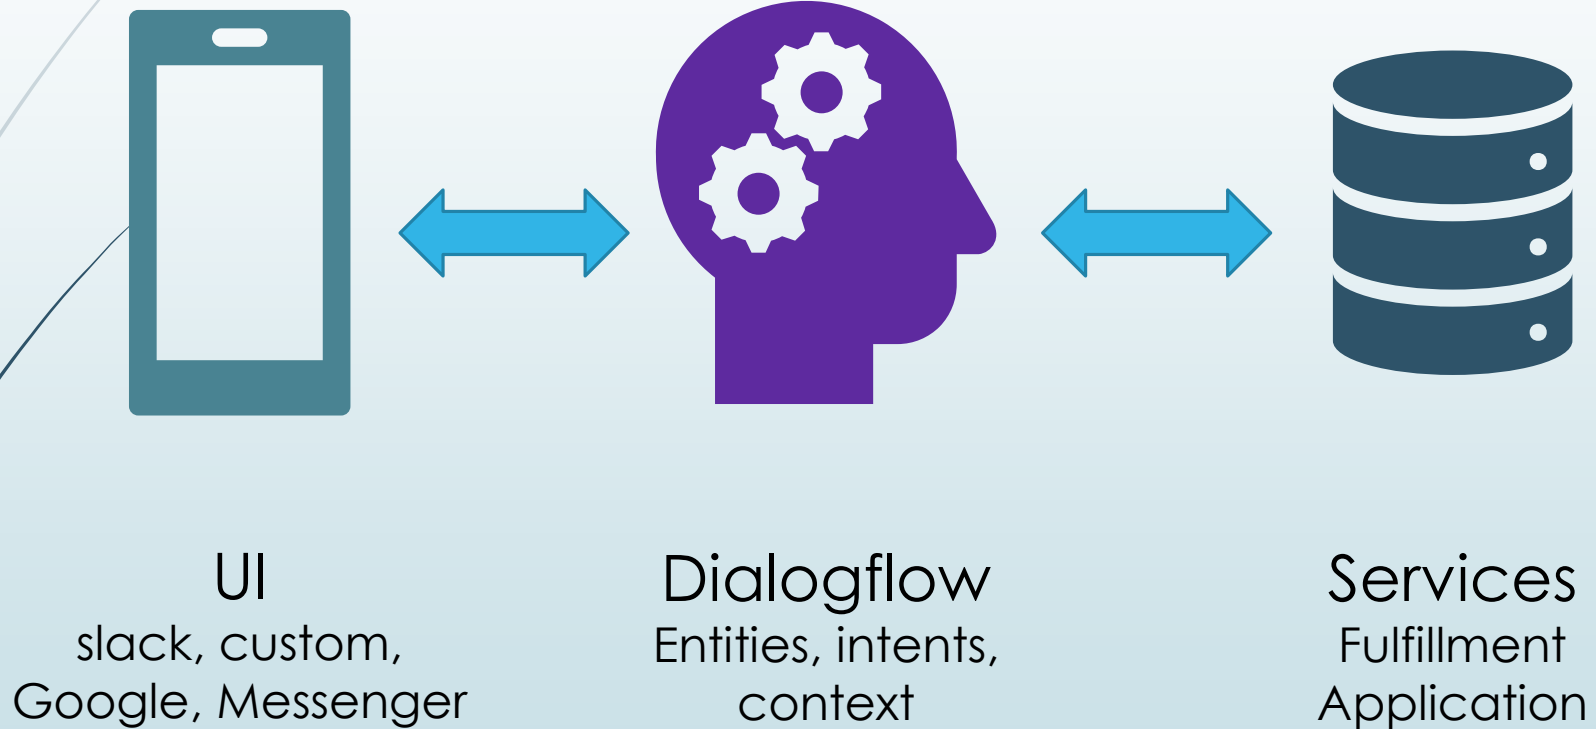 UI
slack, custom,
Google, Messenger
Dialogflow
Entities, intents,
context
Services
Fulfillment
Application